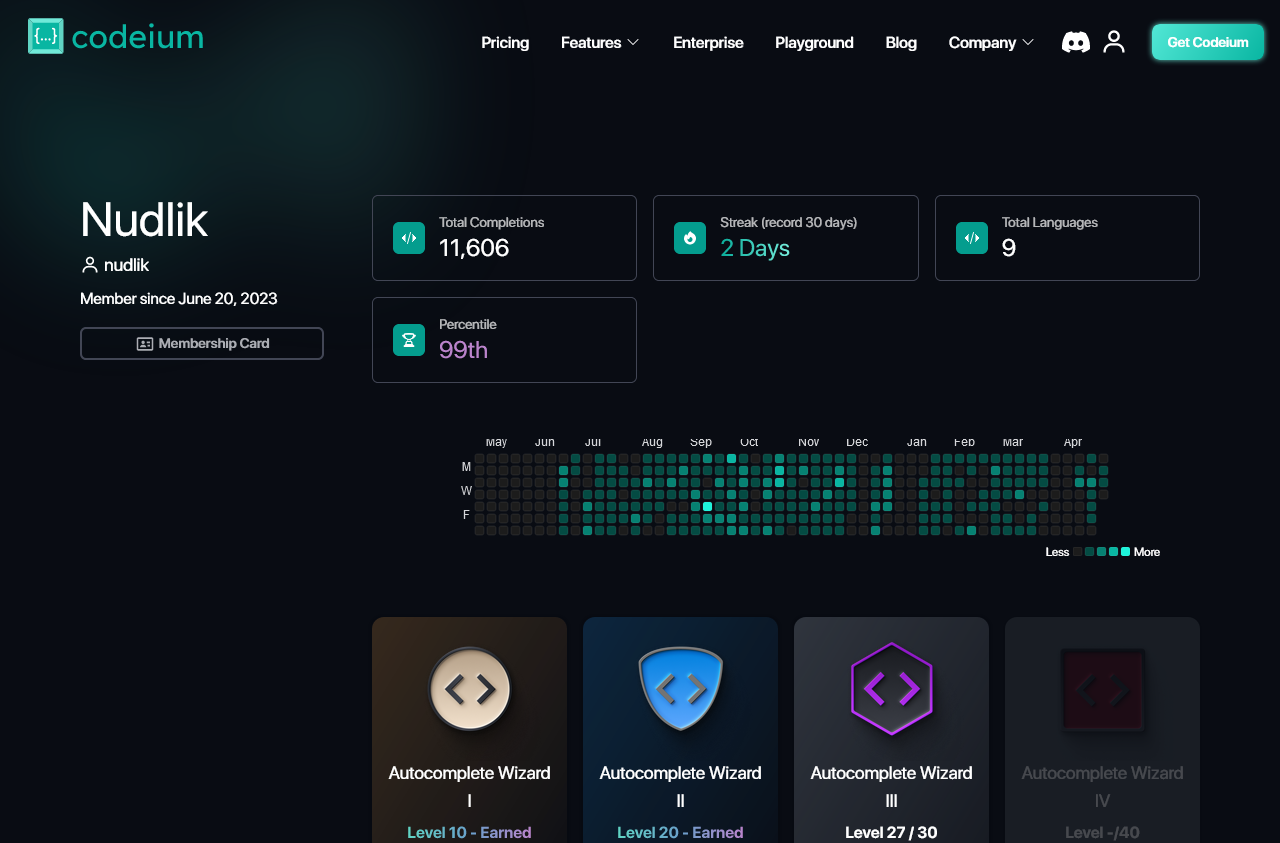 {...} codeium
Pricing Features Enterprise Playground Blog Company Get Codeium
Nudlik
nudlik
Member since June 20, 2023
Membership Card
Total Completions
11,606
Streak (record 30 days)
2 Days
Total Languages
9
Percentile
99th
May Jun Jul Aug Sep Oct Nov Dec Jan Feb Mar Apr
M
W
F
Less More
Autocomplete Wizard
I
Level 10 - Earned
Autocomplete Wizard
II
Level 20 - Earned
Autocomplete Wizard
III
Level 27 / 30
Autocomplete Wizard
IV
Level -/40